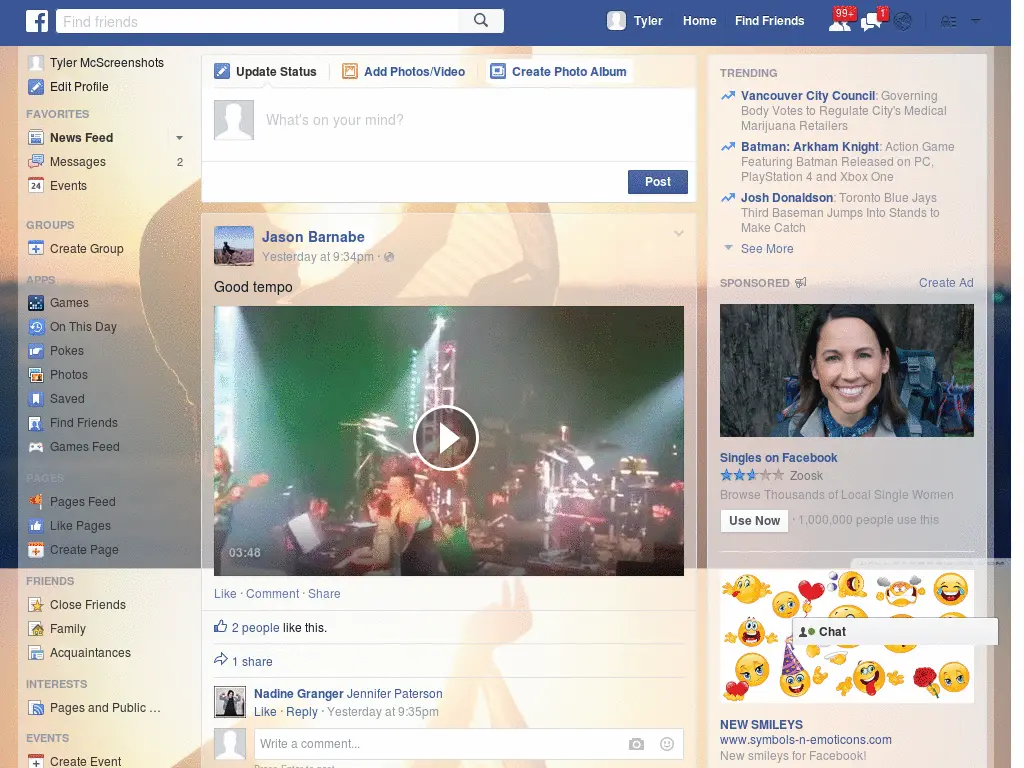 Find friends
Tyler
Home
Find Friends
99+
1
Tyler McScreenshots
Edit Profile
FAVORITES
News Feed
Messages
2
24
Events
GROUPS
Create Group
APPS
Games
On This Day
Pokes
Photos
Saved
Find Friends
Games Feed
PAGES
Pages Feed
Like Pages
Create Page
FRIENDS
Close Friends
Family
Acquaintances
INTERESTS
Pages and Public ...
EVENTS
Create Event
Update Status
Add Photos/Video
Create Photo Album
What's on your mind?
Post
Jason Barnabe
Yesterday at 9:34pm ·
Good tempo
03:48
Like · Comment · Share
2 people like this.
1 share
Nadine Granger Jennifer Paterson
Like · Reply · Yesterday at 9:35pm
Write a comment...
Press Enter to post.
TRENDING
Vancouver City Council: Governing
Body Votes to Regulate City's Medical
Marijuana Retailers
Batman: Arkham Knight: Action Game
Featuring Batman Released on PC,
PlayStation 4 and Xbox One
Josh Donaldson: Toronto Blue Jays
Third Baseman Jumps Into Stands to
Make Catch
See More
SPONSORED
Create Ad
Singles on Facebook
Zoosk
Browse Thousands of Local Single Women
Use Now
· 1,000,000 people use this
Chat
NEW SMILEYS
www.symbols-n-emoticons.com
New smileys for Facebook!